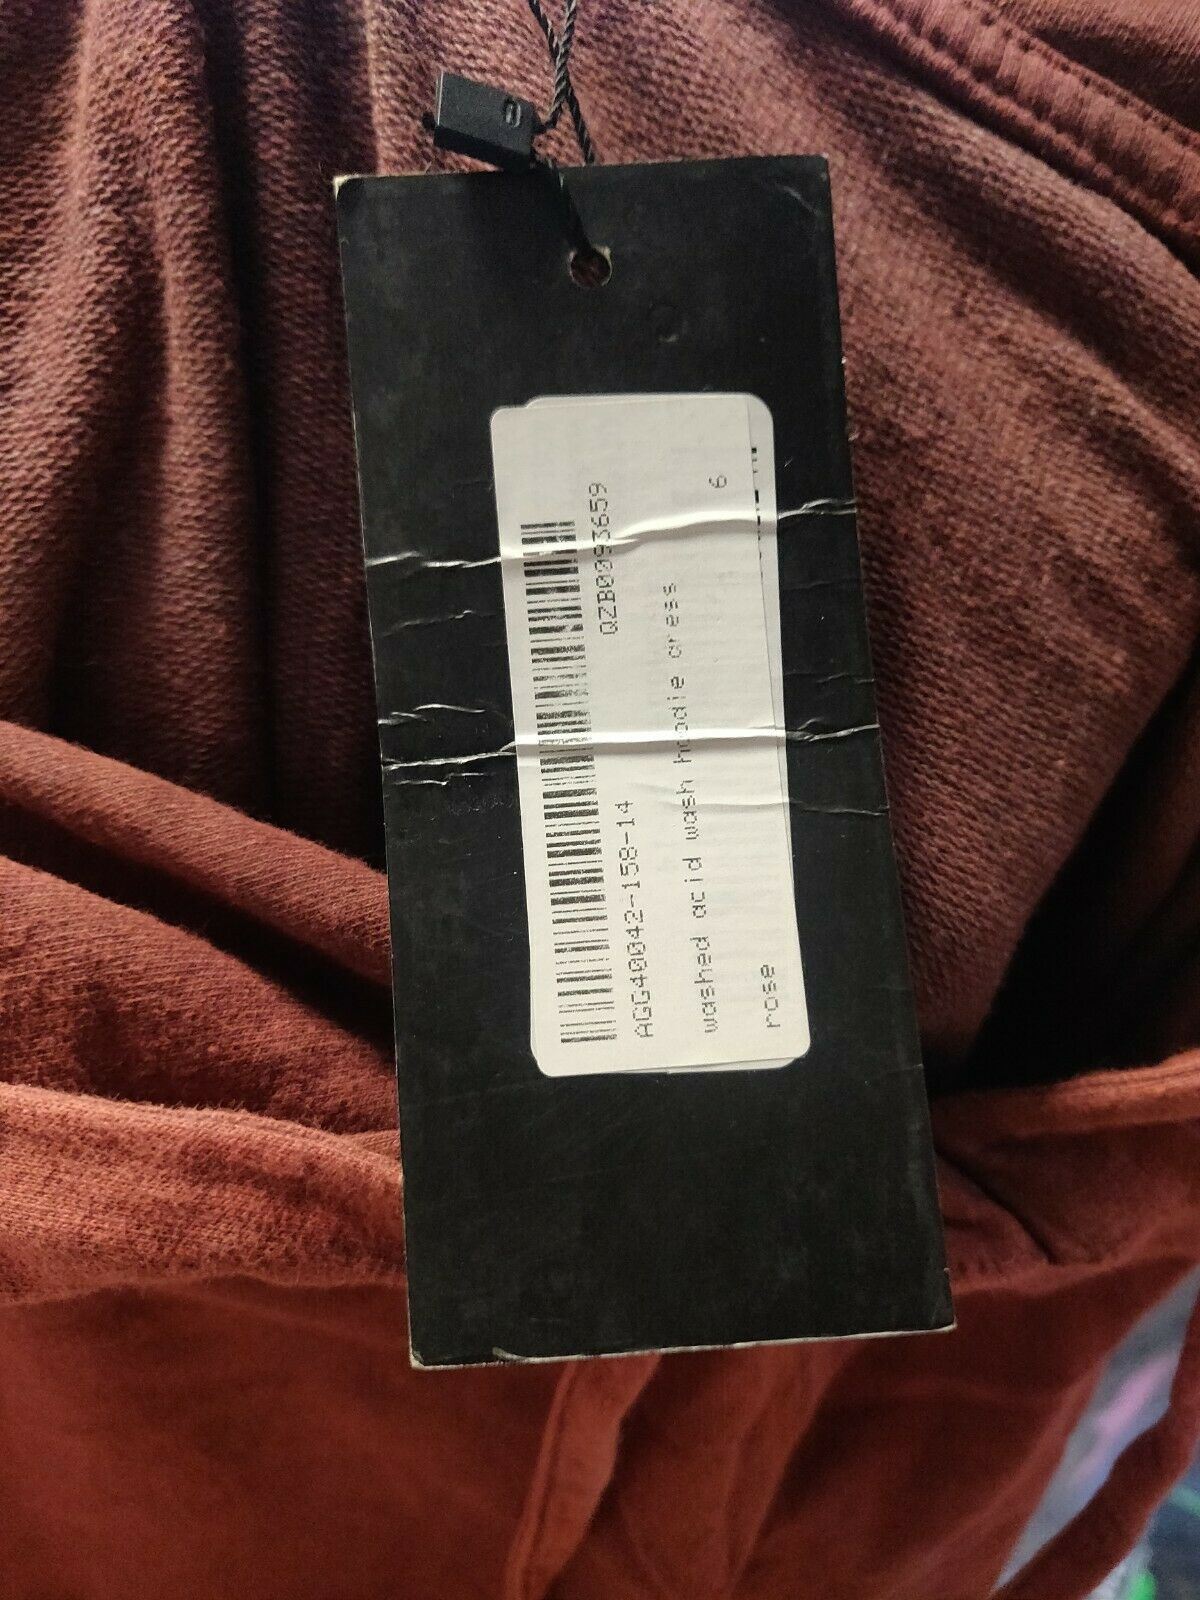 AGG40042-158-14 QZB0093659
washed acid wash hoodie dress
rose 6